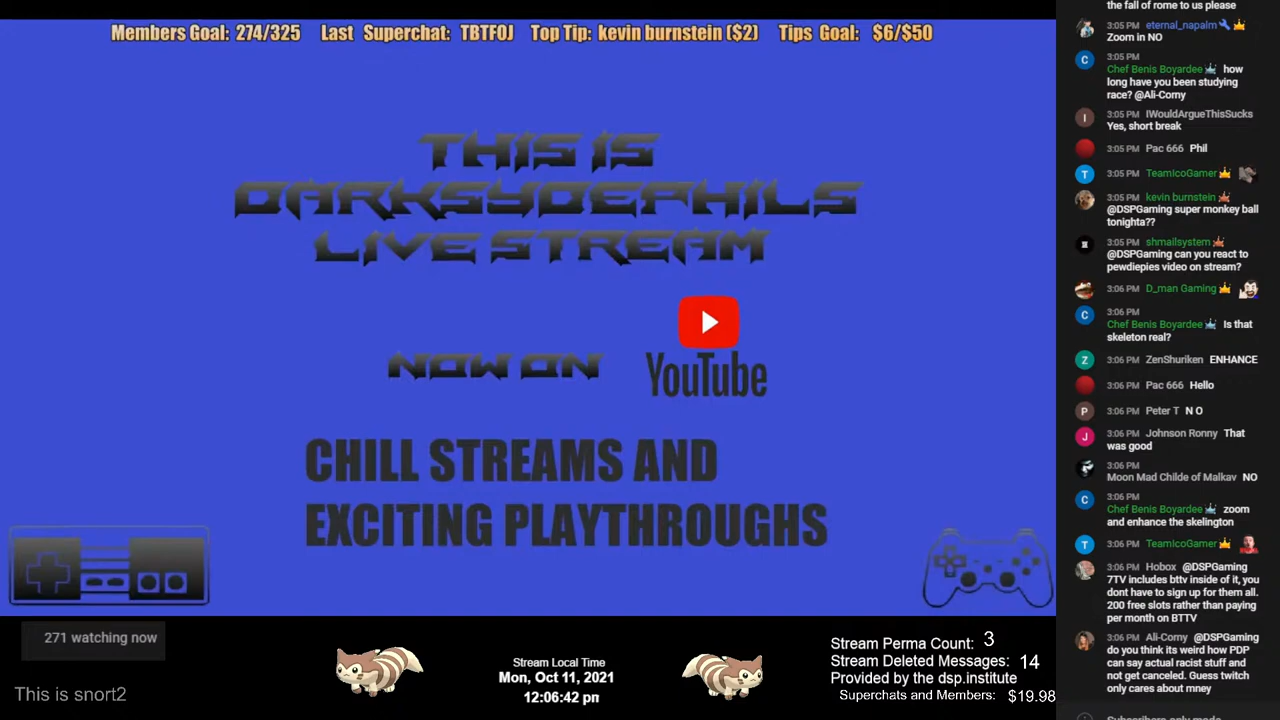 Members Goal: 274/325 Last Superchat: TBTFOJ Top Tip: kevin burnstein ($2) Tips Goal: $6/$50
THIS IS
DARKSYDEPHILS
LIVE STREAM
NOW ON YouTube
CHILL STREAMS AND
EXCITING PLAYTHROUGHS
271 watching now
This is snort2
Stream Local Time
Mon, Oct 11, 2021
12:06:42 pm
Stream Perma Count: 3
Stream Deleted Messages: 14
Provided by the dsp.institute
Superchats and Members: $19.98
the fall of rome to us please
3:05 PM eternal_napalm
Zoom in NO
3:05 PM
Chef Benis Boyardee how
long have you been studying
race? @Ali-Corny
3:05 PM IWouldArgueThisSucks
Yes, short break
3:05 PM Pac 666 Phil
3:05 PM TeamIcoGamer
3:05 PM kevin burnstein
@DSPGaming super monkey ball
tonighta??
3:05 PM shmailsystem
@DSPGaming can you react to
pewdiepies video on stream?
3:06 PM D_man Gaming
3:06 PM
Chef Benis Boyardee Is that
skeleton real?
3:06 PM ZenShuriken ENHANCE
3:06 PM Pac 666 Hello
3:06 PM Peter T N O
3:06 PM Johnson Ronny That
was good
3:06 PM
Moon Mad Childe of Malkav NO
3:06 PM
Chef Benis Boyardee zoom
and enhance the skelington
3:06 PM TeamIcoGamer
3:06 PM Hobox @DSPGaming
7TV includes bttv inside of it, you
dont have to sign up for them all.
200 free slots rather than paying
per month on BTTV
3:06 PM Ali-Corny @DSPGaming
do you think its weird how PDP
can say actual racist stuff and
not get canceled. Guess twitch
only cares about mney